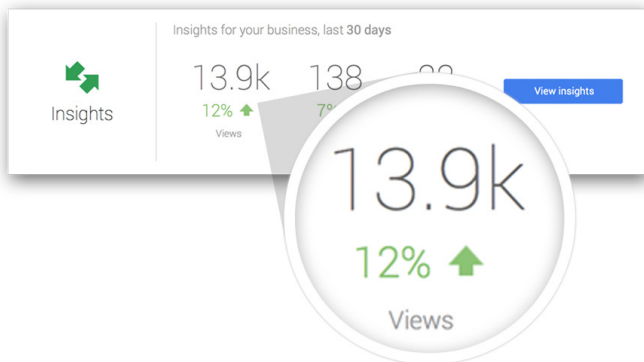 Insights for your business, last 30 days
Insights
13.9k 138
12% 7%
Views
View insights
13.9k
12%
Views